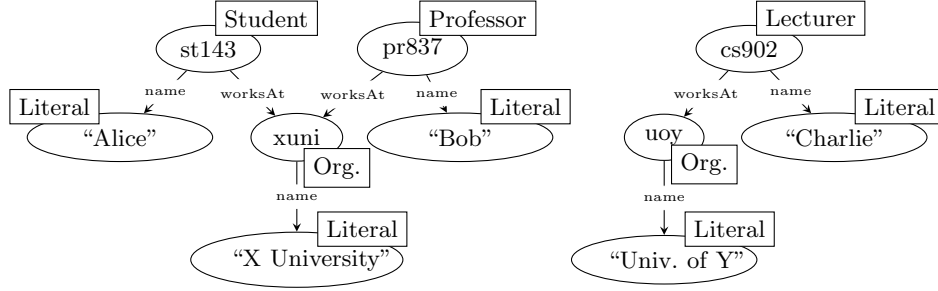 Student Professor Lecturer
st143 pr837 cs902
name worksAt worksAt name worksAt name
Literal Literal Literal
“Alice” xuni “Bob” uoy “Charlie”
Org. Org.
name name
Literal Literal
“X University” “Univ. of Y”